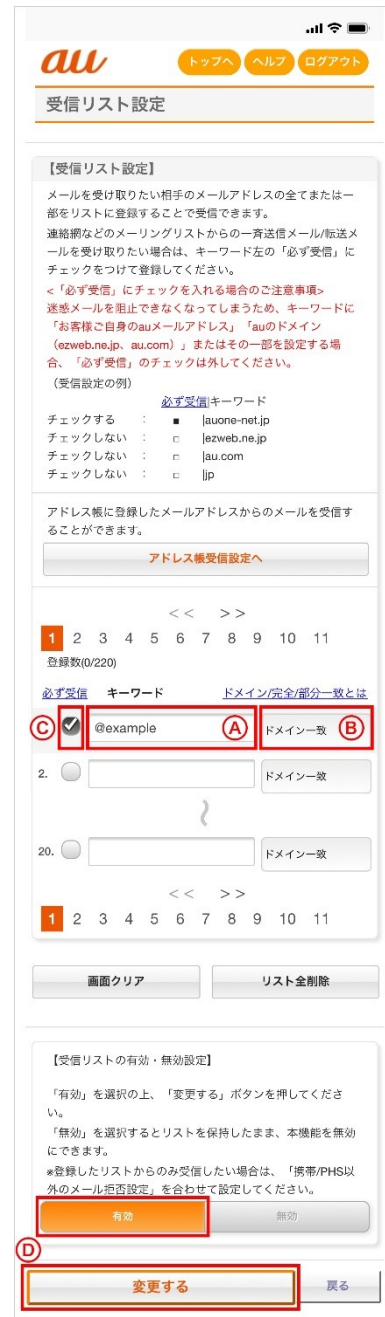 au
トップへ ヘルプ ログアウト
受信リスト設定
【受信リスト設定】
メールを受け取りたい相手のメールアドレスの全てまたは一
部をリストに登録することで受信できます。
連絡網などのメーリングリストからの一斉送信メール/転送メ
ールを受け取りたい場合は、キーワード左の「必ず受信」に
チェックをつけて登録してください。
<「必ず受信」にチェックを入れる場合のご注意事項>
迷惑メールを阻止できなくなってしまうため、キーワードに
「お客様ご自身のauメールアドレス」「auのドメイン
（ezweb.ne.jp、au.com）」またはその一部を設定する場
合、「必ず受信」のチェックは外してください。
（受信設定の例）
必ず受信|キーワード
チェックする : ■ |auone-net.jp
チェックしない : □ |ezweb.ne.jp
チェックしない : □ |au.com
チェックしない : □ |jp
アドレス帳に登録したメールアドレスからのメールを受信す
ることができます。
アドレス帳受信設定へ
<< >>
1 2 3 4 5 6 7 8 9 10 11
登録数(0/220)
必ず受信 キーワード ドメイン/完全/部分一致とは
C @example A ドメイン一致 B
2. ドメイン一致
20. ドメイン一致
<< >>
1 2 3 4 5 6 7 8 9 10 11
画面クリア リスト全削除
【受信リストの有効・無効設定】
「有効」を選択の上、「変更する」ボタンを押してくださ
い。
「無効」を選択するとリストを保持したまま、本機能を無効
にできます。
※登録したリストからのみ受信したい場合は、「携帯/PHS以
外のメール拒否設定」を合わせて設定してください。
有効 無効
D
変更する 戻る